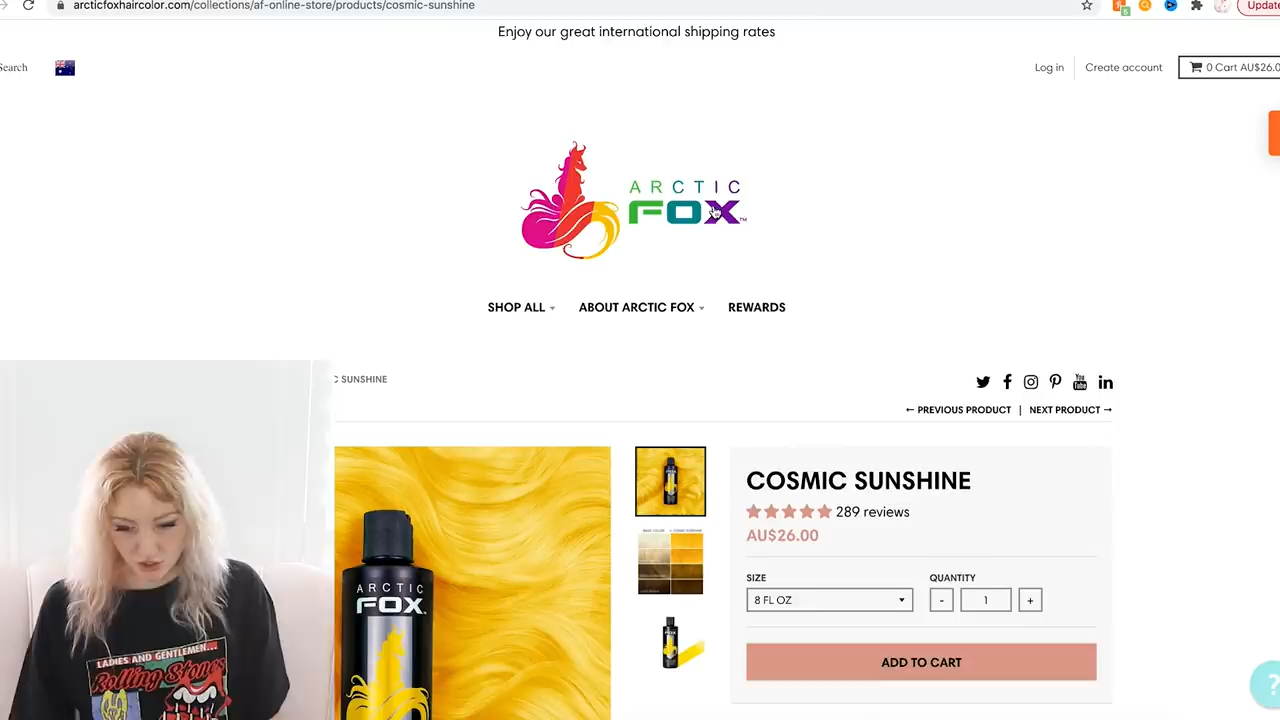 arcticfoxhaircolor.com/collections/af-online-store/products/cosmic-sunshine
Enjoy our great international shipping rates
Search
Log in
Create account
0 Cart AU$26.0
ARCTIC
FOX
SHOP ALL
ABOUT ARCTIC FOX
REWARDS
C SUNSHINE
← PREVIOUS PRODUCT | NEXT PRODUCT →
COSMIC SUNSHINE
289 reviews
AU$26.00
SIZE
QUANTITY
8 FL OZ
- 1 +
ADD TO CART
ARCTIC
FOX
LADIES AND GENTLEMEN...
Rolling Stones